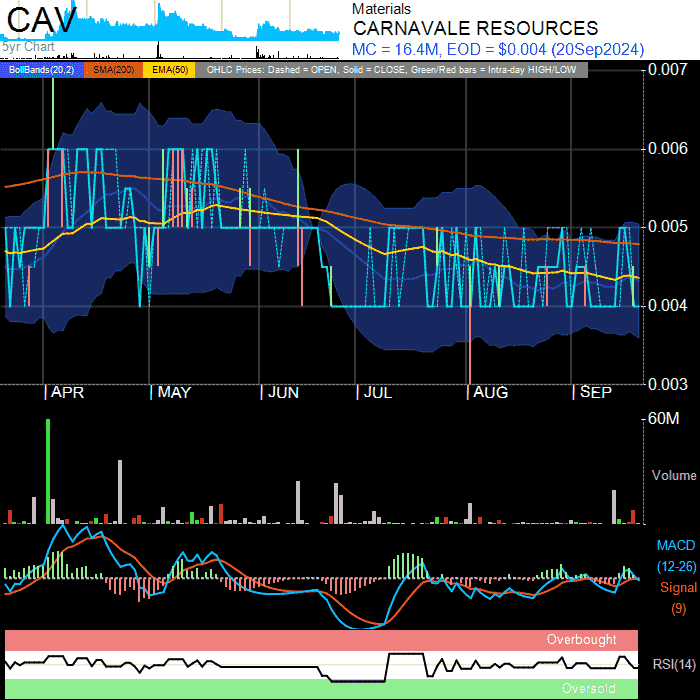 CAV
5yr Chart
Materials
CARNAVALE RESOURCES
MC = 16.4M, EOD = $0.004 (20Sep2024)
BollBands(20,2) SMA(200) EMA(50) OHLC Prices: Dashed = OPEN, Solid = CLOSE, Green/Red bars = Intra-day HIGH/LOW
0.007
0.006
0.005
0.004
0.003
APR MAY JUN JUL AUG SEP
60M
Volume
MACD
(12-26)
Signal
(9)
Overbought
RSI(14)
Oversold